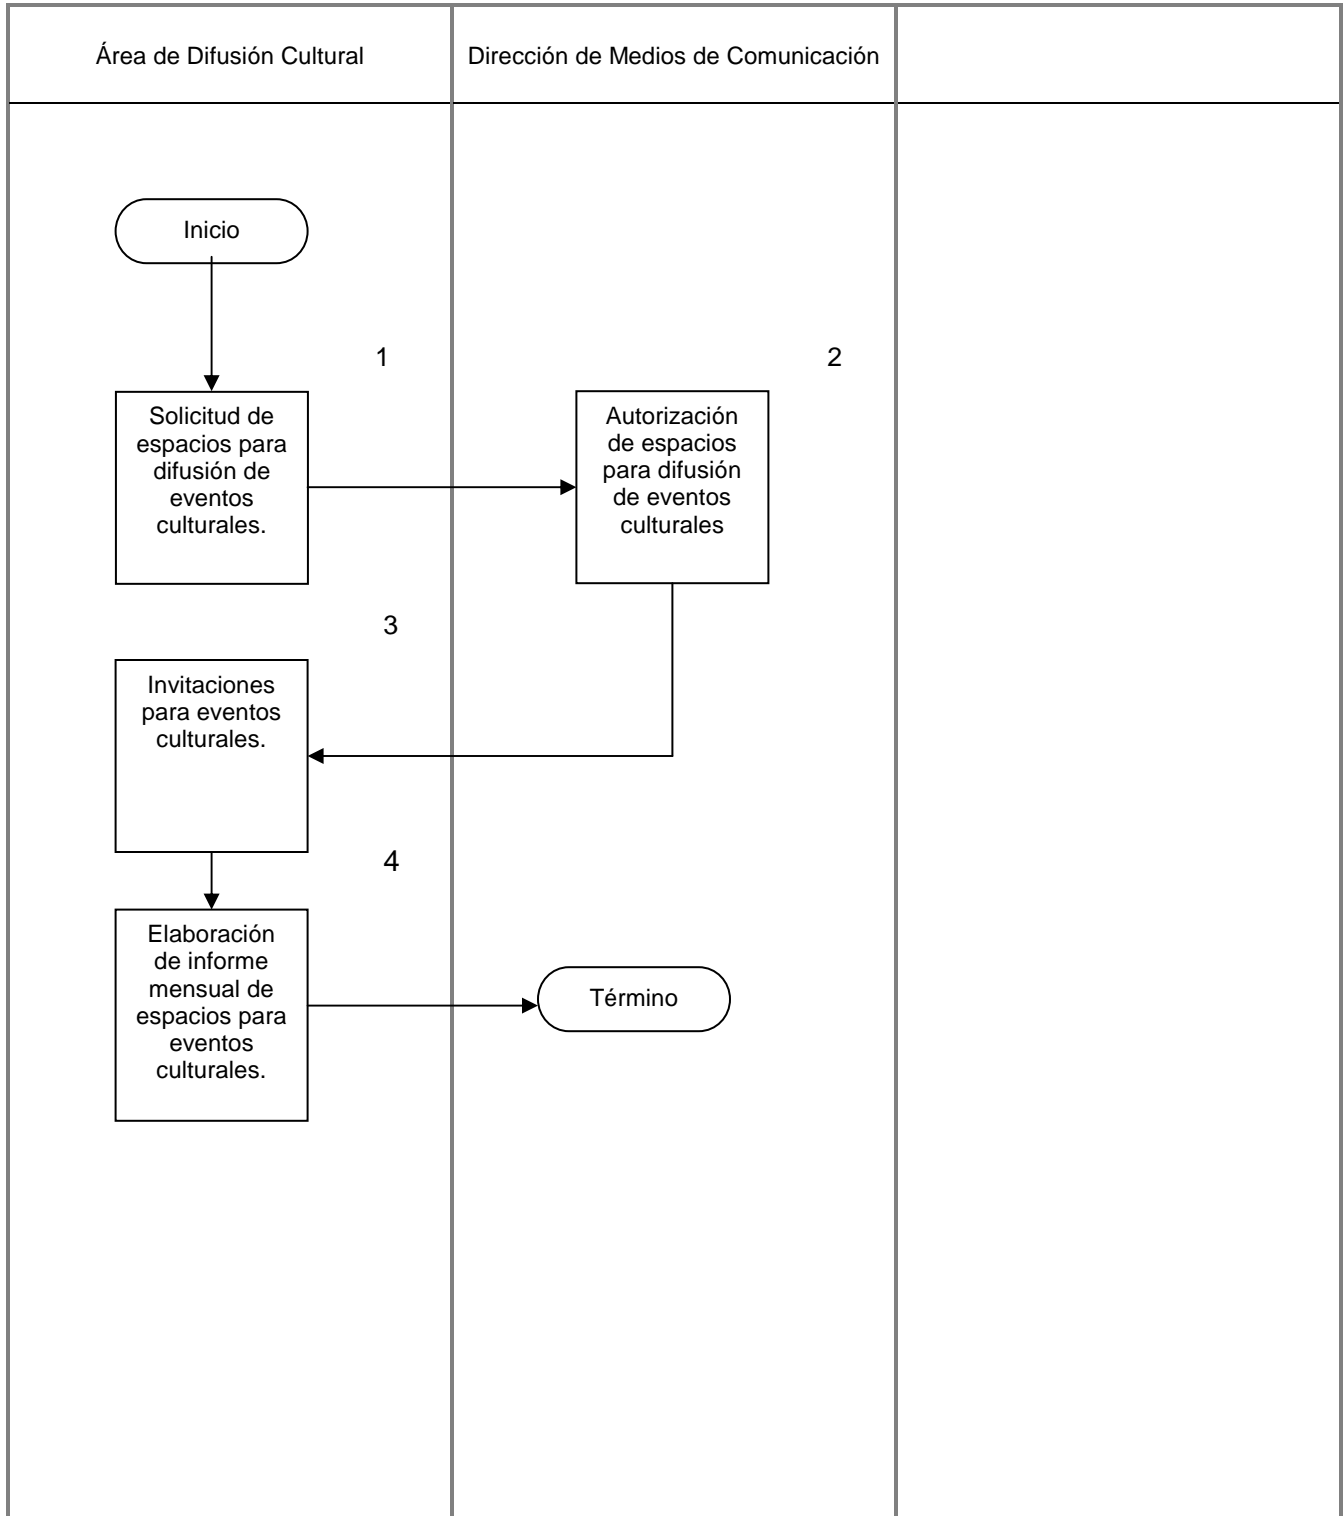 Área de Difusión Cultural
Dirección de Medios de Comunicación
Inicio
1
2
Solicitud de
espacios para
difusión de
eventos
culturales.
Autorización
de espacios
para difusión
de eventos
culturales
3
Invitaciones
para eventos
culturales.
4
Elaboración
de informe
mensual de
espacios para
eventos
culturales.
Término